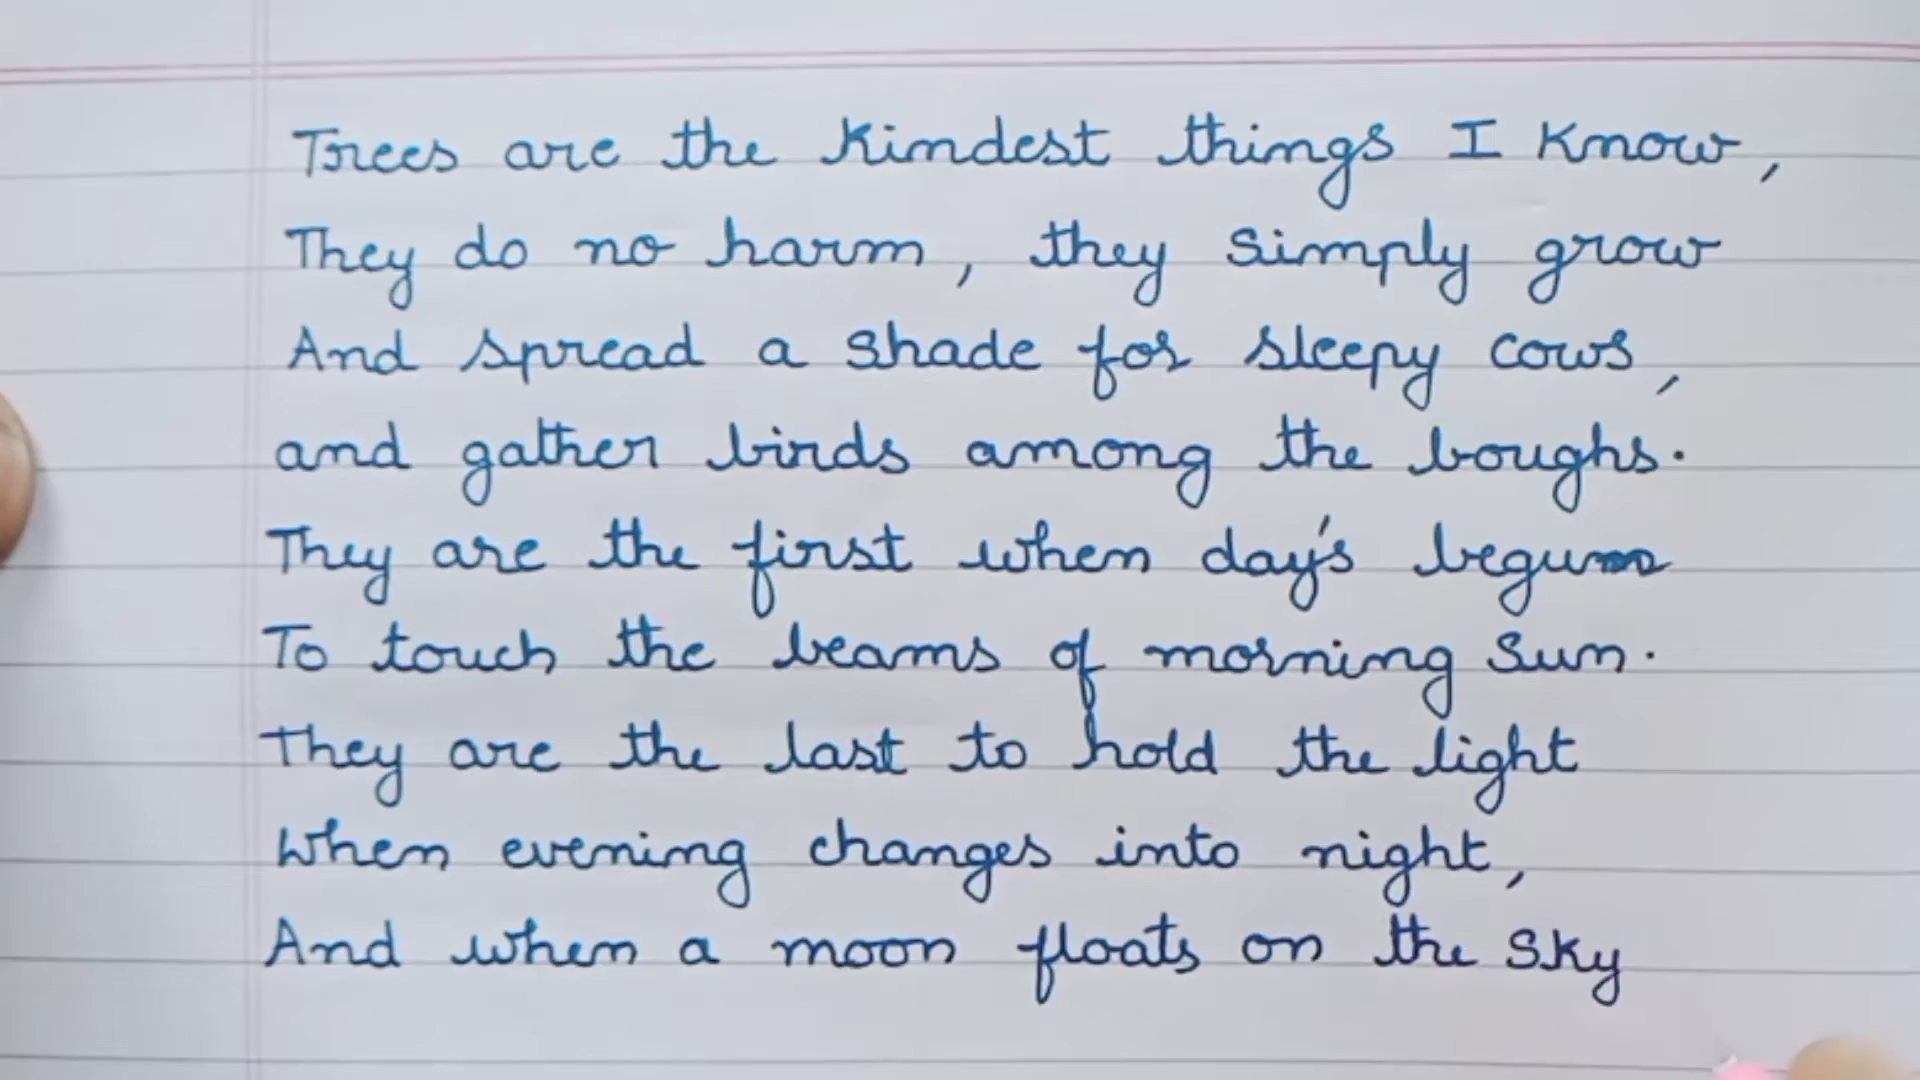 Trees are the kindest things I know,
They do no harm, they simply grow
And spread a shade for sleepy cows,
and gather birds among the boughs.
They are the first when day's begun
To touch the beams of morning sun.
They are the last to hold the light
When evening changes into night,
And when a moon floats on the sky